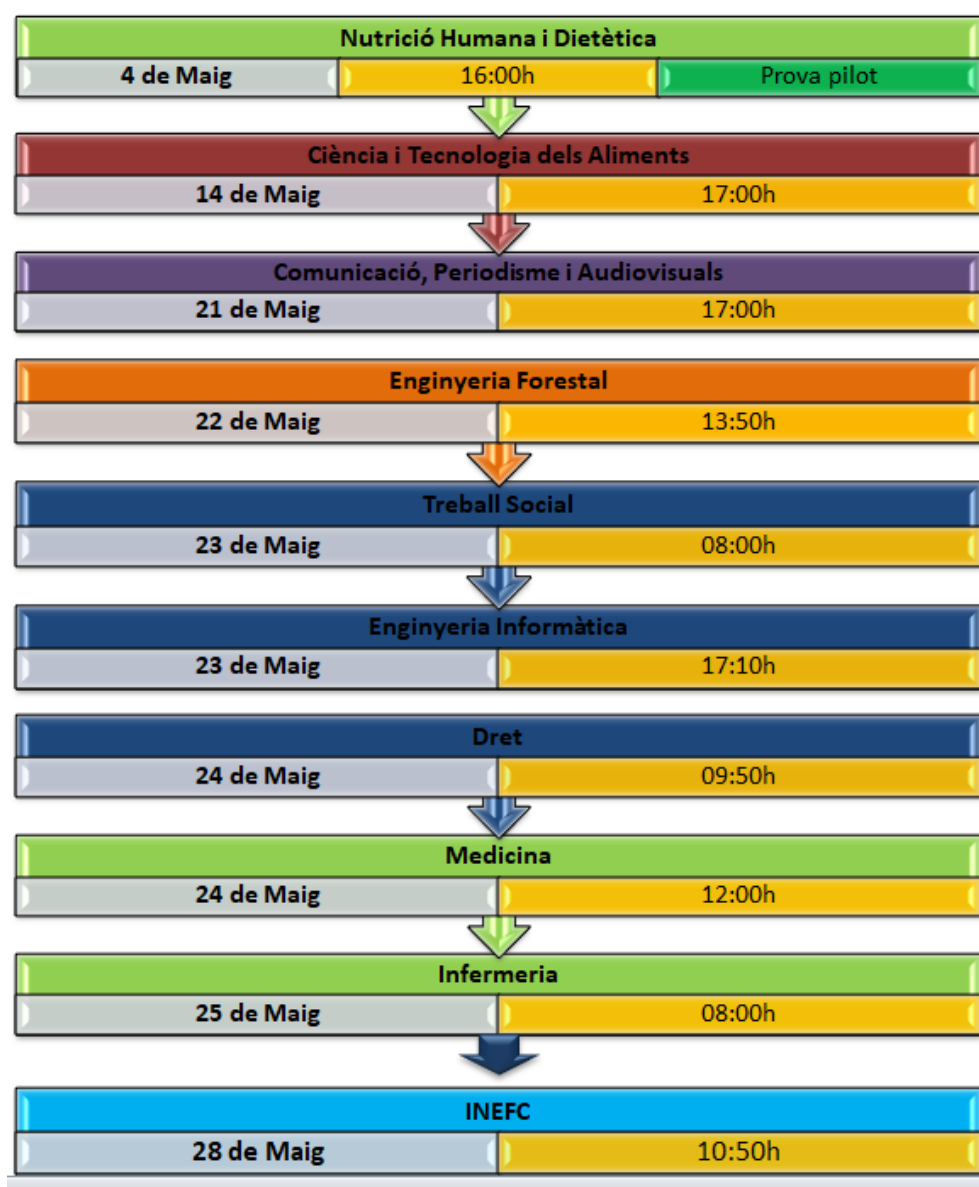 Nutrició Humana i Dietètica
4 de Maig 16:00h Prova pilot
Ciència i Tecnologia dels Aliments
14 de Maig 17:00h
Comunicació, Periodisme i Audiovisuals
21 de Maig 17:00h
Enginyeria Forestal
22 de Maig 13:50h
Treball Social
23 de Maig 08:00h
Enginyeria Informàtica
23 de Maig 17:10h
Dret
24 de Maig 09:50h
Medicina
24 de Maig 12:00h
Infermeria
25 de Maig 08:00h
INEFC
28 de Maig 10:50h